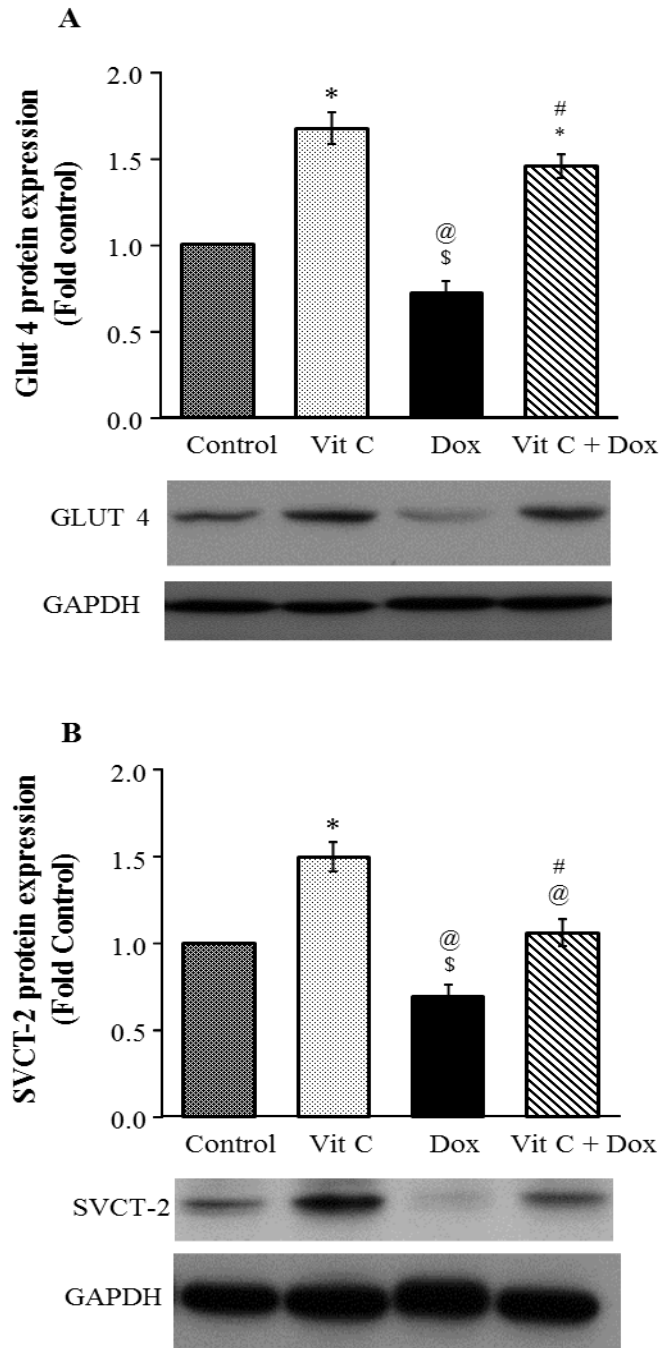 A
Glut 4 protein expression
(Fold control)
2.0
1.5
1.0
0.5
0.0
*
@
$
#
*
Control Vit C Dox Vit C + Dox
GLUT 4
GAPDH
B
SVCT-2 protein expression
(Fold Control)
2.0
1.5
1.0
0.5
0.0
*
@
$
#
@
Control Vit C Dox Vit C + Dox
SVCT-2
GAPDH